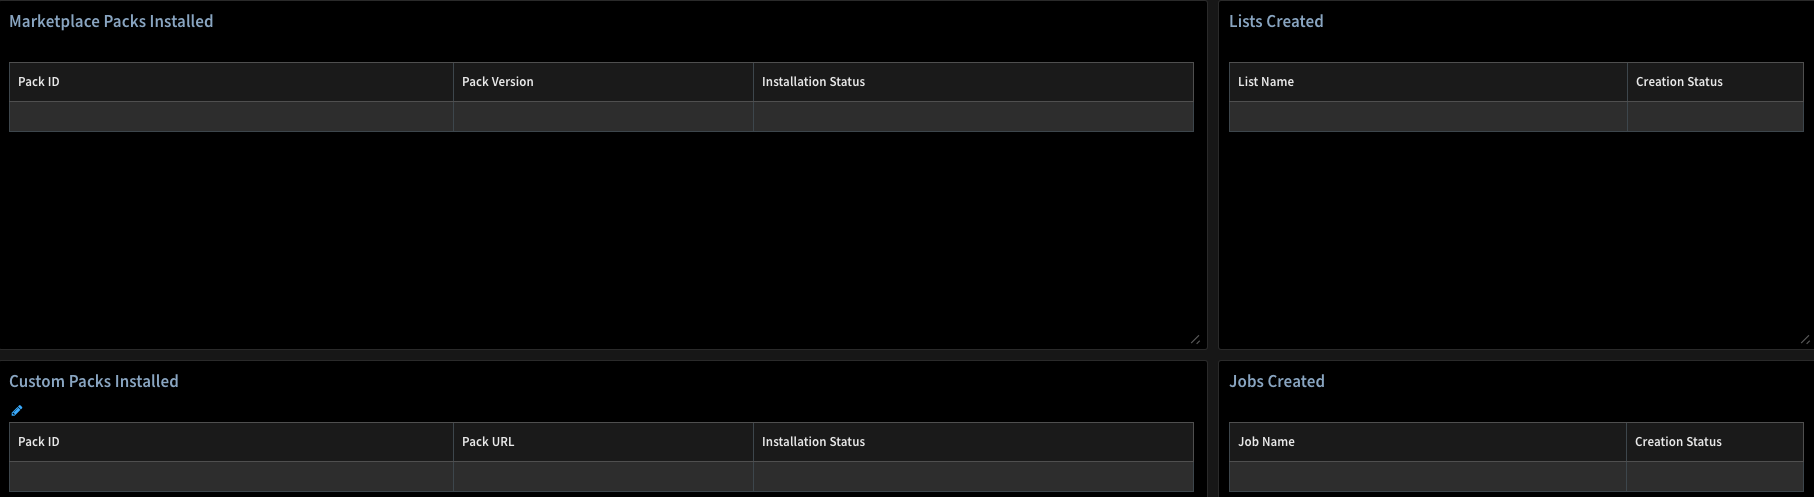 Marketplace Packs Installed
Pack ID Pack Version Installation Status
Lists Created
List Name Creation Status
Custom Packs Installed
Pack ID Pack URL Installation Status
Jobs Created
Job Name Creation Status